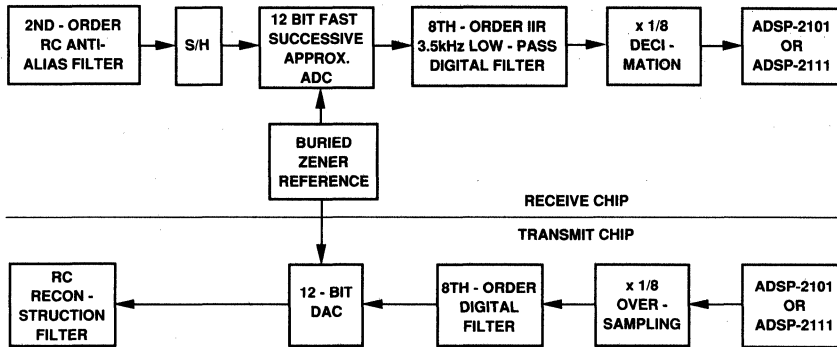 2ND - ORDER
RC ANTI-
ALIAS FILTER
S/H
12 BIT FAST
SUCCESSIVE
APPROX.
ADC
8TH - ORDER IIR
3.5kHz LOW - PASS
DIGITAL FILTER
x 1/8
DECI -
MATION
ADSP-2101
OR
ADSP-2111
BURIED
ZENER
REFERENCE
RECEIVE CHIP
TRANSMIT CHIP
RC
RECON -
STRUCTION
FILTER
12 - BIT
DAC
8TH - ORDER
DIGITAL
FILTER
x 1/8
OVER -
SAMPLING
ADSP-2101
OR
ADSP-2111